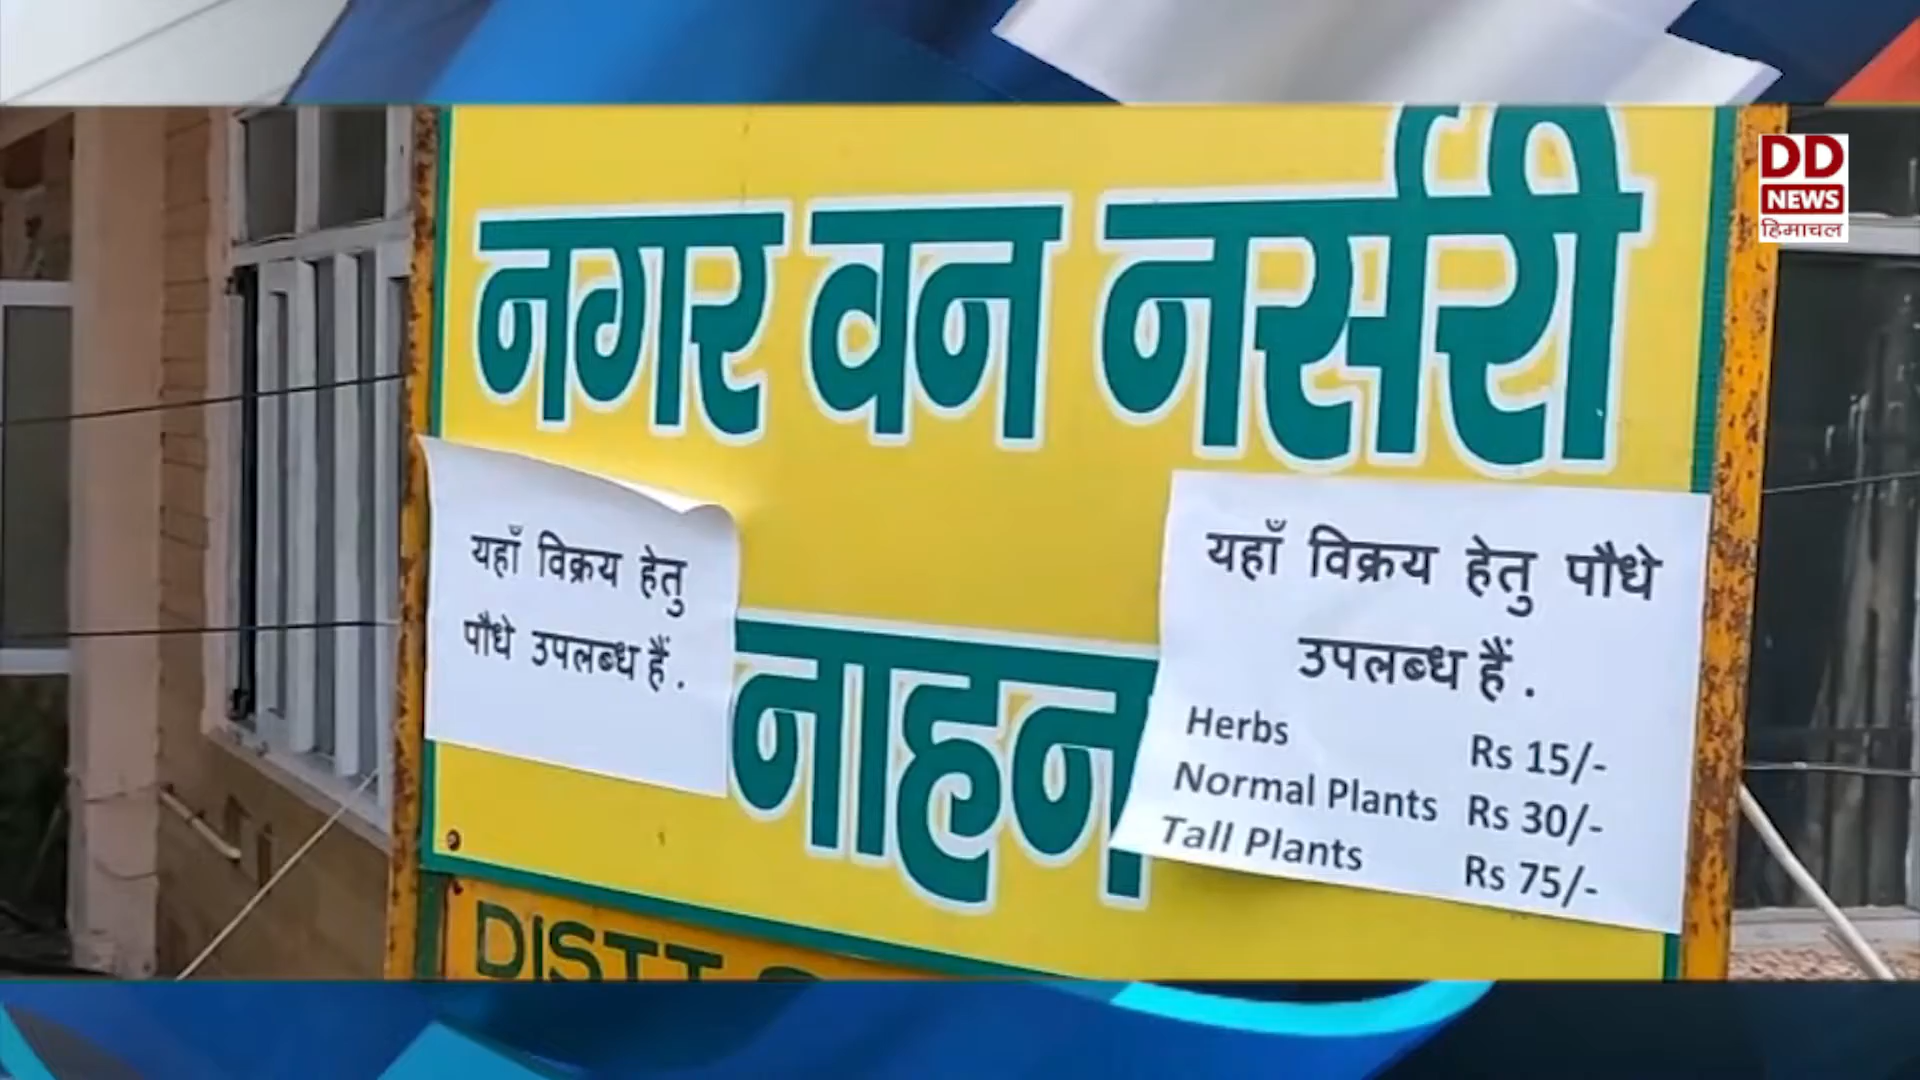 DD
NEWS
हिमाचल
नगर वन नर्सरी
यहाँ विक्रय हेतु
पौधे उपलब्ध हैं.
यहाँ विक्रय हेतु पौधे
उपलब्ध हैं.
Herbs Rs 15/-
Normal Plants Rs 30/-
Tall Plants Rs 75/-
नाहन
DISTT